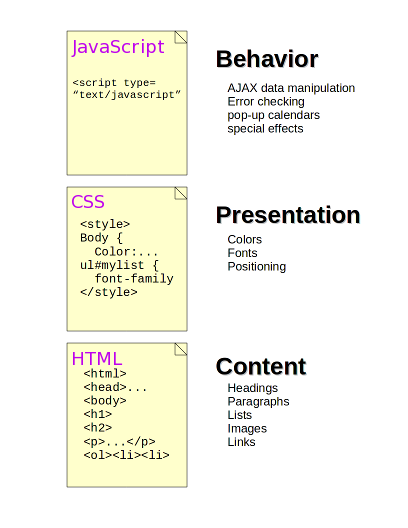 JavaScript
<script type=
“text/javascript”
Behavior
AJAX data manipulation
Error checking
pop-up calendars
special effects
CSS
<style>
Body {
Color:...
ul#mylist {
font-family
</style>
Presentation
Colors
Fonts
Positioning
HTML
<html>
<head>...
<body>
<h1>
<h2>
<p>...</p>
<ol><li><li>
Content
Headings
Paragraphs
Lists
Images
Links